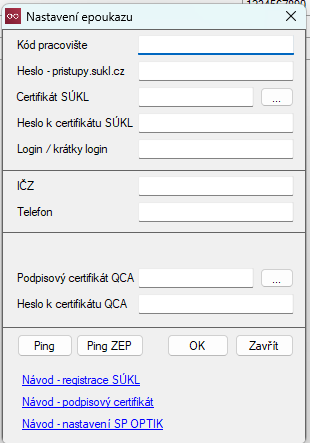 Nastavení epoukazu
Kód pracovište
Heslo - pristupy.sukl.cz
Certifikát SÚKL
...
Heslo k certifikátu SÚKL
Login / krátky login
IČZ
Telefon
Podpisový certifikát QCA
...
Heslo k certifikátu QCA
Ping Ping ZEP OK Zavřít
Návod - registrace SÚKL
Návod - podpisový certifikát
Návod - nastavení SP OPTIK